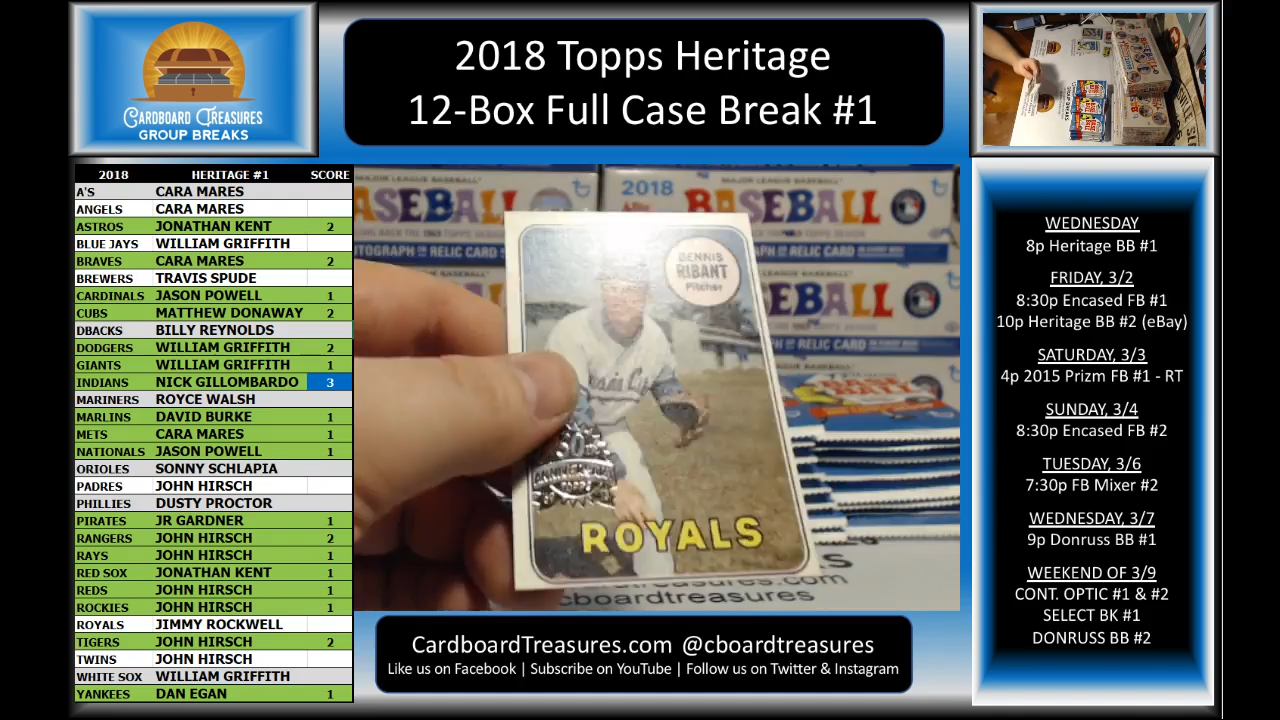 CARDBOARD TREASURES
GROUP BREAKS
2018 Topps Heritage
12-Box Full Case Break #1
2018 HERITAGE #1 SCORE
A'S CARA MARES
ANGELS CARA MARES
ASTROS JONATHAN KENT 2
BLUE JAYS WILLIAM GRIFFITH
BRAVES CARA MARES 2
BREWERS TRAVIS SPUDE
CARDINALS JASON POWELL 1
CUBS MATTHEW DONAWAY 2
DBACKS BILLY REYNOLDS
DODGERS WILLIAM GRIFFITH 2
GIANTS WILLIAM GRIFFITH 1
INDIANS NICK GILLOMBARDO 3
MARINERS ROYCE WALSH
MARLINS DAVID BURKE 1
METS CARA MARES 1
NATIONALS JASON POWELL 1
ORIOLES SONNY SCHLAPIA
PADRES JOHN HIRSCH
PHILLIES DUSTY PROCTOR
PIRATES JR GARDNER 1
RANGERS JOHN HIRSCH 2
RAYS JOHN HIRSCH 1
RED SOX JONATHAN KENT 1
REDS JOHN HIRSCH 1
ROCKIES JOHN HIRSCH 1
ROYALS JIMMY ROCKWELL
TIGERS JOHN HIRSCH 2
TWINS JOHN HIRSCH
WHITE SOX WILLIAM GRIFFITH
YANKEES DAN EGAN 1
MAJOR LEAGUE BASEBALL
2018
BASEBALL
BASEBALL
AUTOGRAPH OR RELIC CARD
DENNIS
RIBANT
Pitcher
50th
ANNIVERSARY
ROYALS
cboardtreasures
WEDNESDAY
8p Heritage BB #1
FRIDAY, 3/2
8:30p Encased FB #1
10p Heritage BB #2 (eBay)
SATURDAY, 3/3
4p 2015 Prizm FB #1 - RT
SUNDAY, 3/4
8:30p Encased FB #2
TUESDAY, 3/6
7:30p FB Mixer #2
WEDNESDAY, 3/7
9p Donruss BB #1
WEEKEND OF 3/9
CONT. OPTIC #1 & #2
SELECT BK #1
DONRUSS BB #2
CardboardTreasures.com @cboardtreasures
Like us on Facebook | Subscribe on YouTube | Follow us on Twitter & Instagram